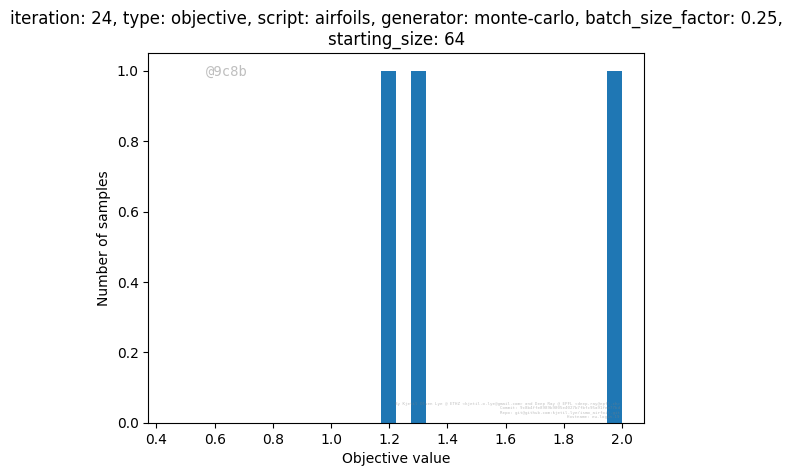 iteration: 24, type: objective, script: airfoils, generator: monte-carlo, batch_size_factor: 0.25,
starting_size: 64
@9c8b
1.0
0.8
0.6
0.4
0.2
0.0
Number of samples
0.4 0.6 0.8 1.0 1.2 1.4 1.6 1.8 2.0
Objective value